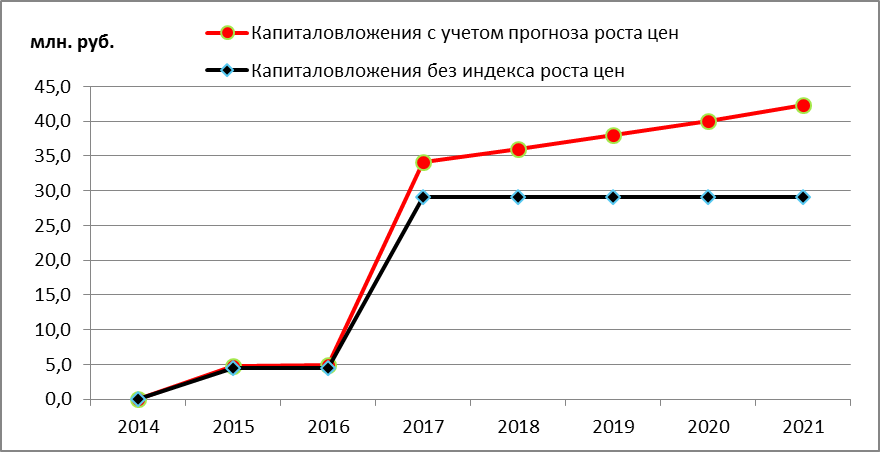 млн. руб.
Капиталовложения с учетом прогноза роста цен
Капиталовложения без индекса роста цен
45,0
40,0
35,0
30,0
25,0
20,0
15,0
10,0
5,0
0,0
2014 2015 2016 2017 2018 2019 2020 2021